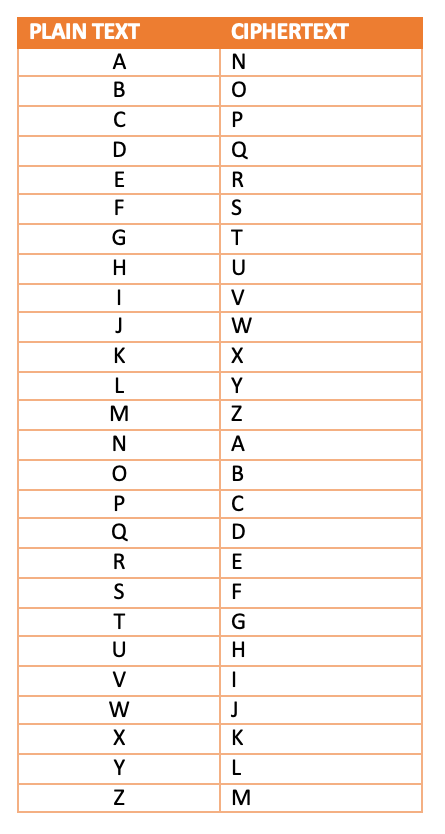 PLAIN TEXT CIPHERTEXT
A N
B O
C P
D Q
E R
F S
G T
H U
I V
J W
K X
L Y
M Z
N A
O B
P C
Q D
R E
S F
T G
U H
V I
W J
X K
Y L
Z M